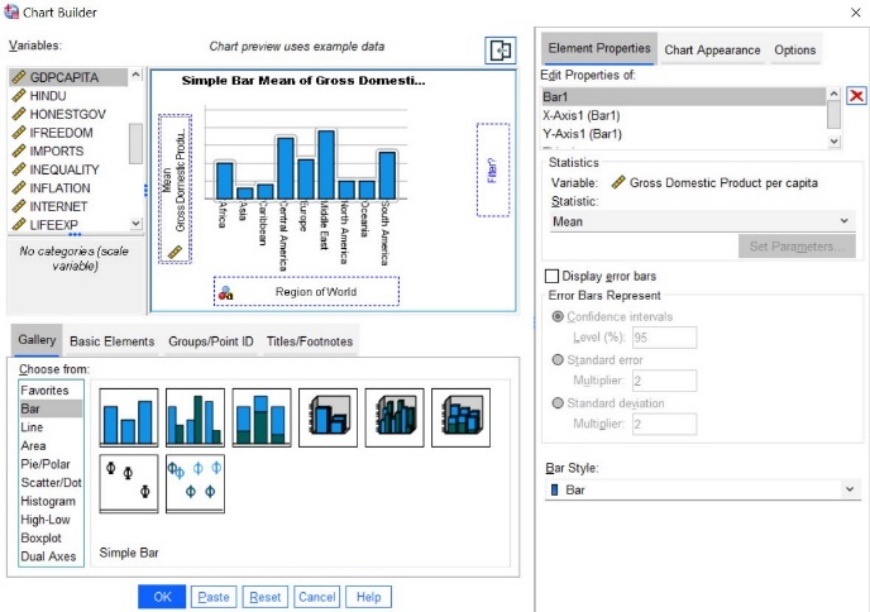 Chart Builder
Variables:
Chart preview uses example data
GDPCAPITA
HINDU
HONESTGOV
IFREEDOM
IMPORTS
INEQUALITY
INFLATION
INTERNET
LIFEEXP
No categories (scale
variable)
Simple Bar Mean of Gross Domesti...
Mean
Gross Domestic Produ...
Africa
Asia
Caribbean
Central America
Europe
Middle East
North America
Oceania
South America
Filter?
Region of World
Gallery
Basic Elements
Groups/Point ID
Titles/Footnotes
Choose from:
Favorites
Bar
Line
Area
Pie/Polar
Scatter/Dot
Histogram
High-Low
Boxplot
Dual Axes
Simple Bar
OK
Paste
Reset
Cancel
Help
Element Properties
Chart Appearance
Options
Edit Properties of:
Bar1
X-Axis1 (Bar1)
Y-Axis1 (Bar1)
Statistics
Variable: Gross Domestic Product per capita
Statistic:
Mean
Set Parameters...
Display error bars
Error Bars Represent
Confidence intervals
Level (%): 95
Standard error
Multiplier: 2
Standard deviation
Multiplier: 2
Bar Style:
Bar